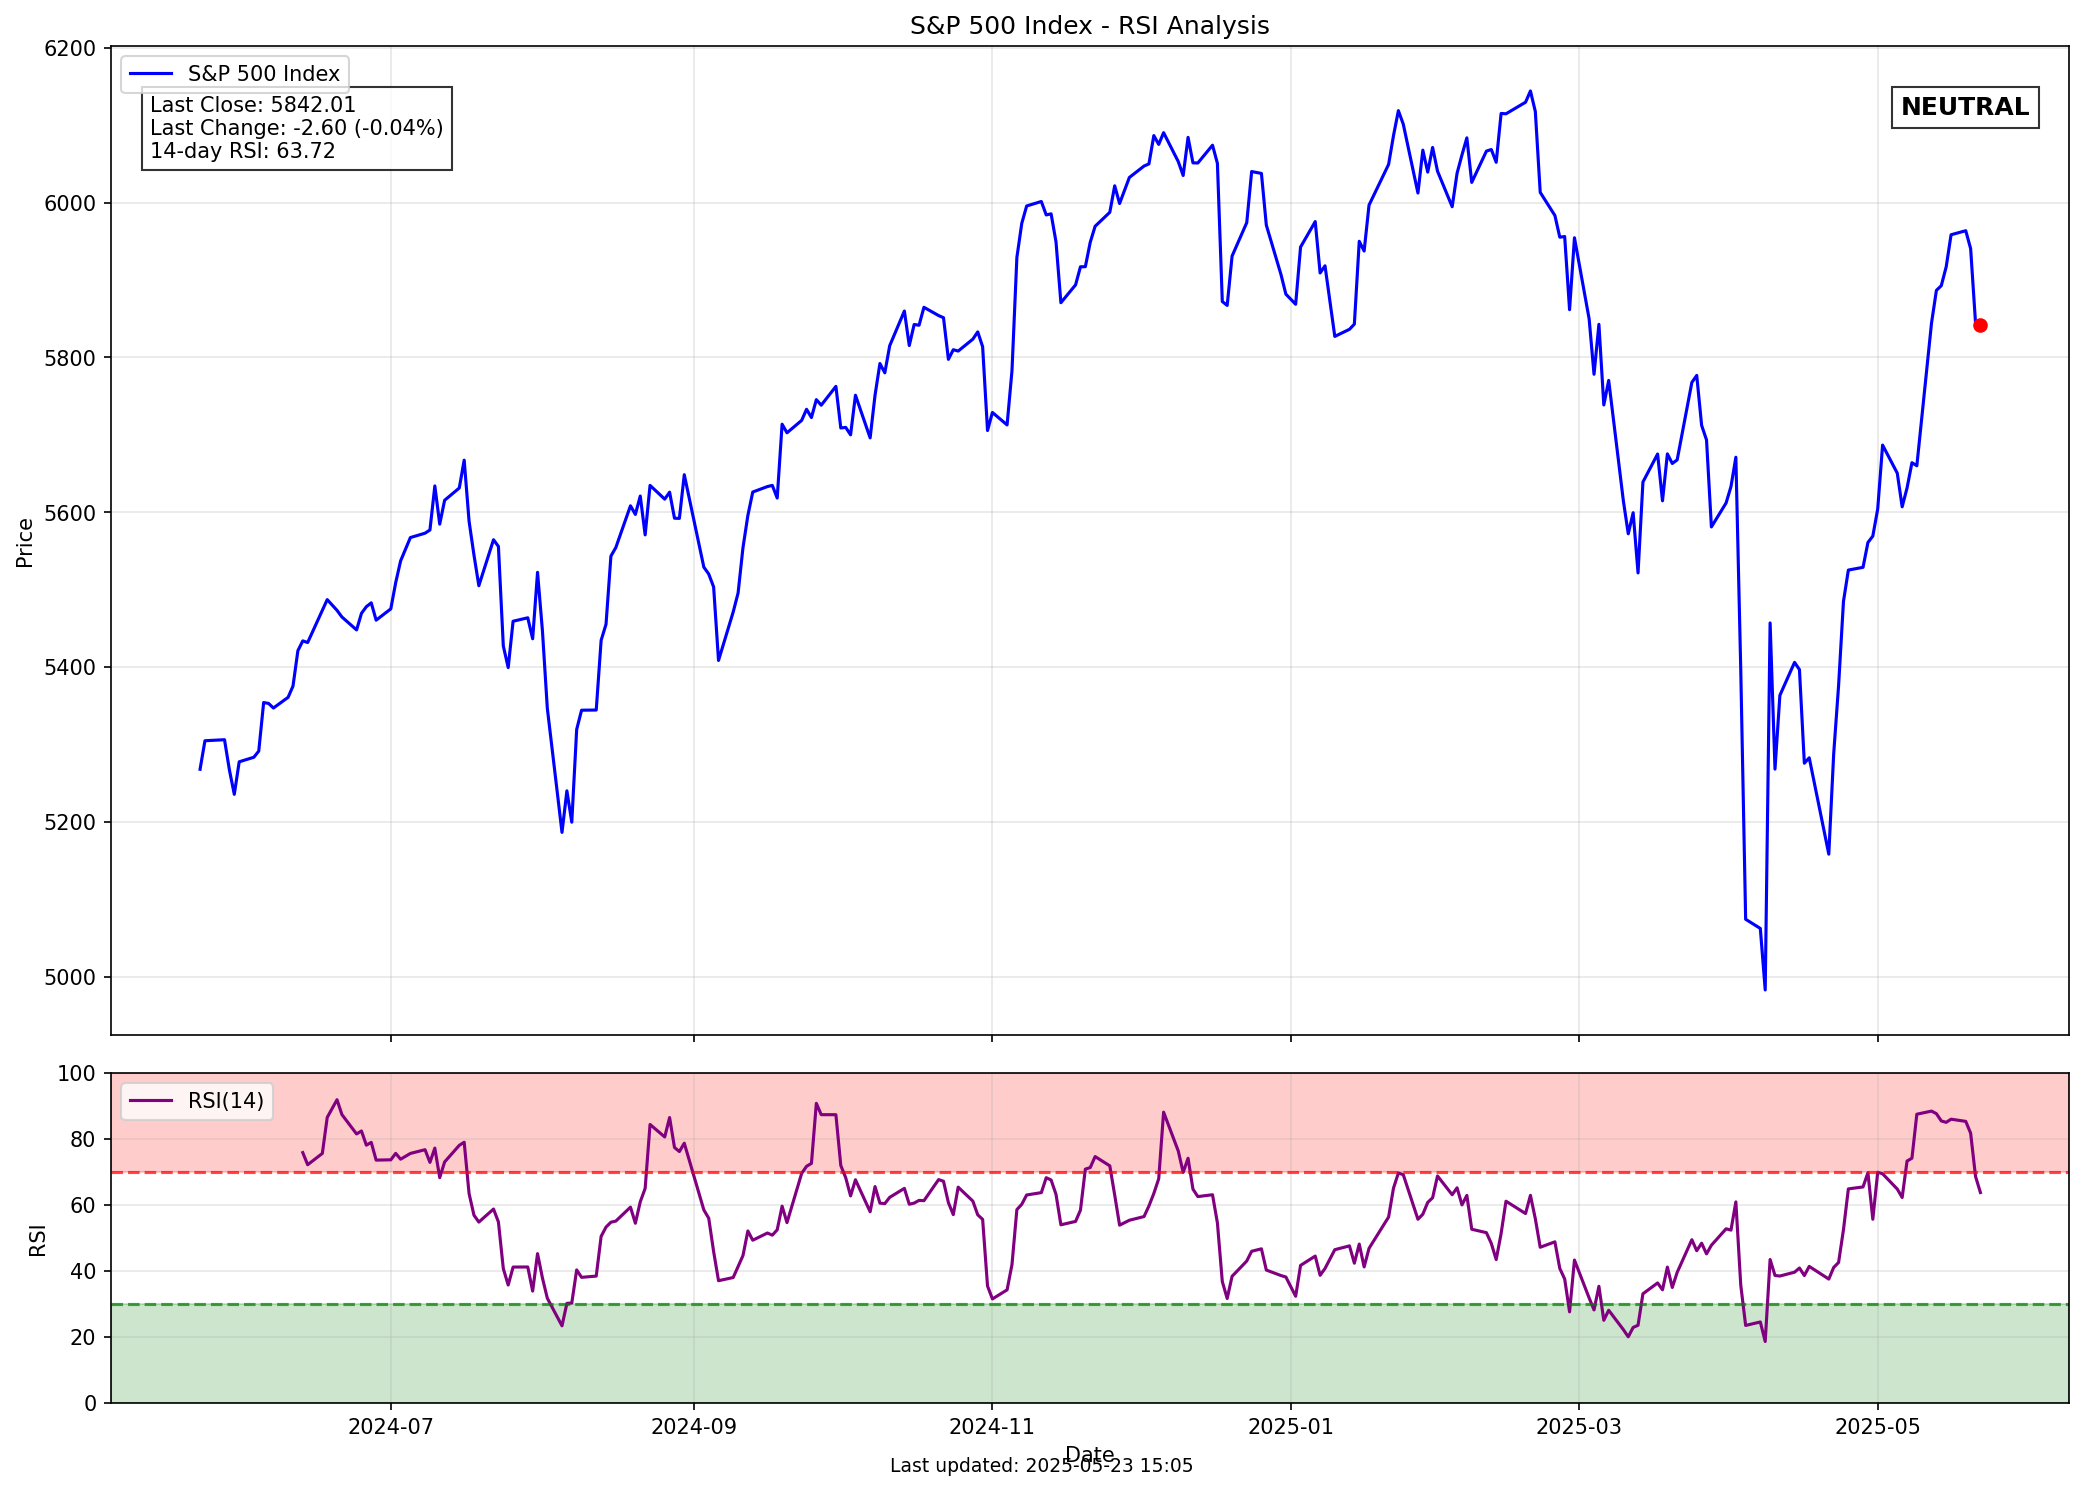 S&P 500 Index - RSI Analysis
S&P 500 Index
Last Close: 5842.01
Last Change: -2.60 (-0.04%)
14-day RSI: 63.72
NEUTRAL
Price
6200
6000
5800
5600
5400
5200
5000
RSI(14)
RSI
100
80
60
40
20
0
2024-07
2024-09
2024-11
2025-01
2025-03
2025-05
Date
Last updated: 2025-05-23 15:05